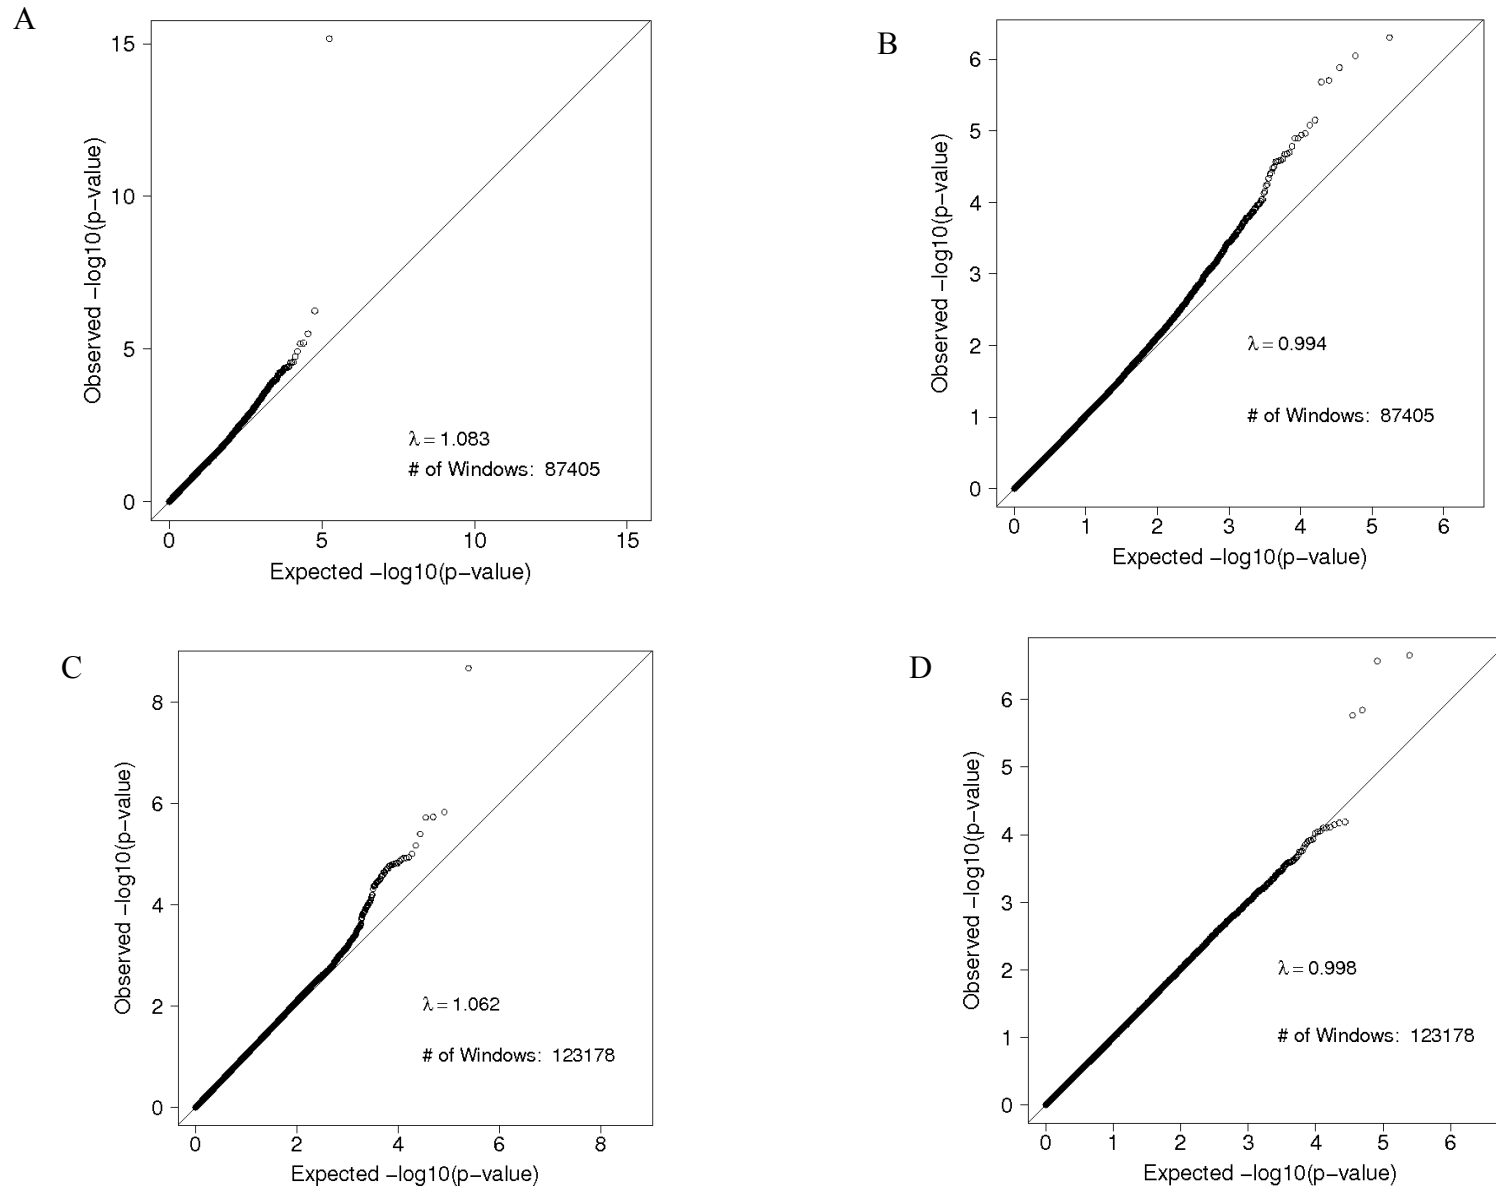 A
15
10
5
0
Observed −log10(p−value)
λ = 1.083
# of Windows: 87405
0 5 10 15
Expected −log10(p−value)
B
6
5
4
3
2
1
0
Observed −log10(p−value)
λ = 0.994
# of Windows: 87405
0 1 2 3 4 5 6
Expected −log10(p−value)
C
8
6
4
2
0
Observed −log10(p−value)
λ = 1.062
# of Windows: 123178
0 2 4 6 8
Expected −log10(p−value)
D
6
5
4
3
2
1
0
Observed −log10(p−value)
λ = 0.998
# of Windows: 123178
0 1 2 3 4 5 6
Expected −log10(p−value)